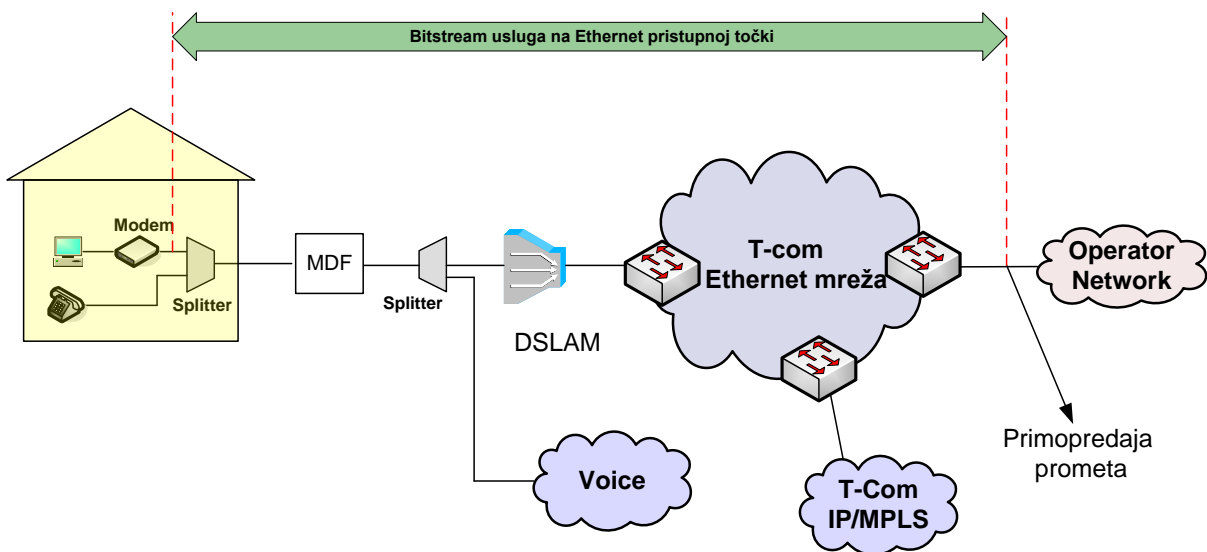 Bitstream usluga na Ethernet pristupnoj točki
Modem
Splitter
MDF
Splitter
DSLAM
T-com
Ethernet mreža
Operator
Network
Primopredaja
prometa
Voice
T-Com
IP/MPLS